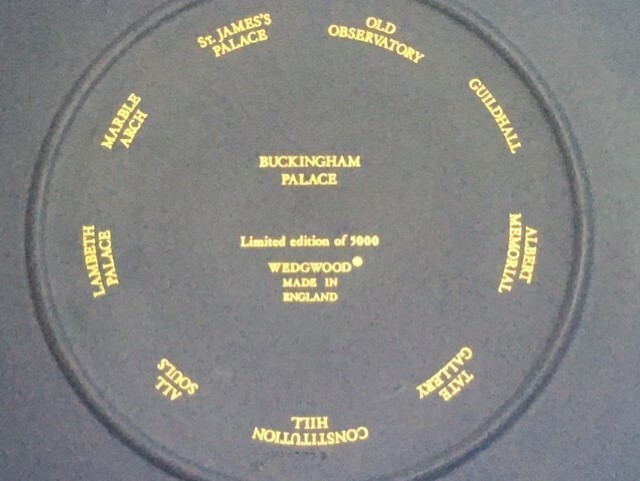 ST. JAMES'S
PALACE
OLD
OBSERVATORY
GUILDHALL
ALBERT
MEMORIAL
TATE
GALLERY
CONSTITUTION
HILL
ALL
SOULS
LAMBETH
PALACE
MARBLE
ARCH
BUCKINGHAM
PALACE
Limited edition of 5000
WEDGWOOD®
MADE IN
ENGLAND